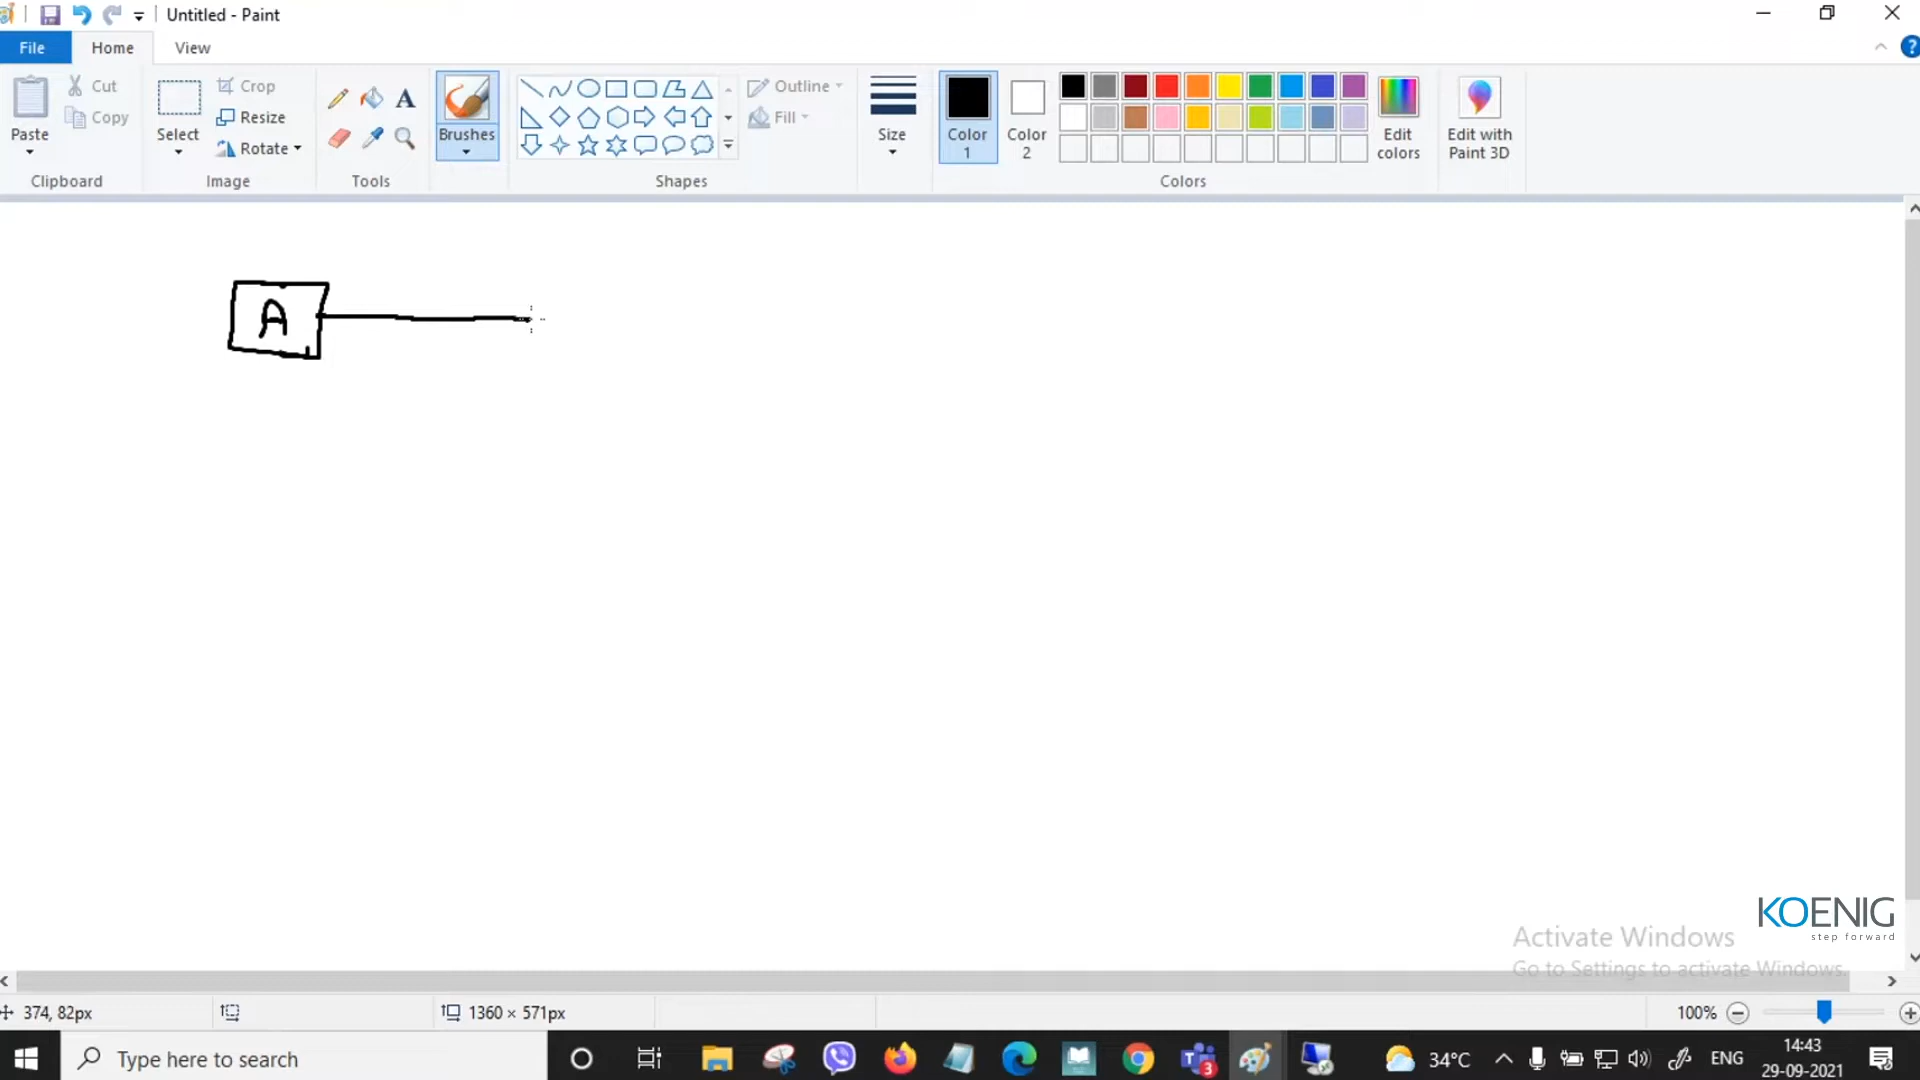 Untitled - Paint
File Home View
Paste
Cut
Copy
Clipboard
Select
Crop
Resize
Rotate
Image
A
Tools
Brushes
Shapes
Outline
Fill
Size
Color 1
Color 2
Colors
Edit colors
Edit with Paint 3D
A
KOENIG
step forward
Activate Windows
Go to Settings to activate Windows.
374, 82px
1360 × 571px
100%
Type here to search
3
34°C
ENG
14:43
29-09-2021